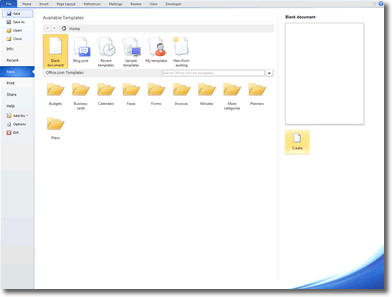 File Home Insert Page Layout References Mailings Review View Developer
Save
Save As
Open
Close
Info
Recent
New
Print
Share
Help
Add-Ins
Options
Exit
Available Templates
Home
Blank document
Blog post
Recent templates
Sample templates
My templates
New from existing
Office.com Templates
Search Office.com for templates
Budgets
Business cards
Calendars
Faxes
Forms
Invoices
Minutes
More categories
Planners
Plans
Blank document
Create